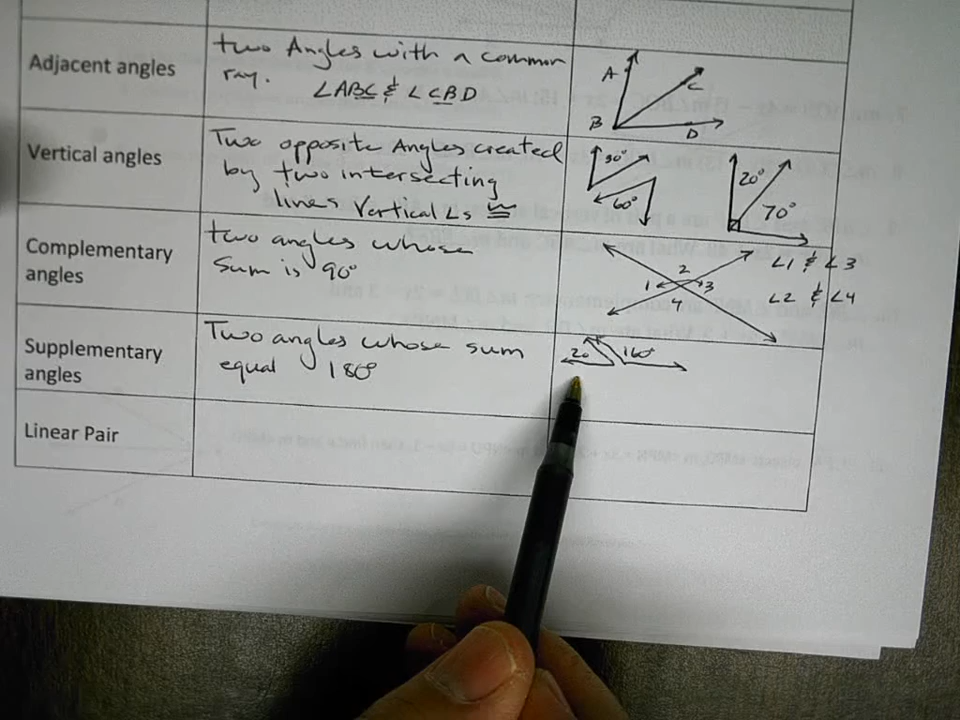 Adjacent angles
two Angles with a common
ray.
∠ABC & ∠CBD
A
C
B
D
Vertical angles
Two opposite Angles created
by two intersecting
lines Vertical ∠s ≅
30°
60°
20°
70°
Complementary
angles
two angles whose
Sum is 90°
1
2
3
4
∠1 & ∠3
∠2 & ∠4
Supplementary
angles
Two angles whose sum
equal 180°
20
160°
Linear Pair